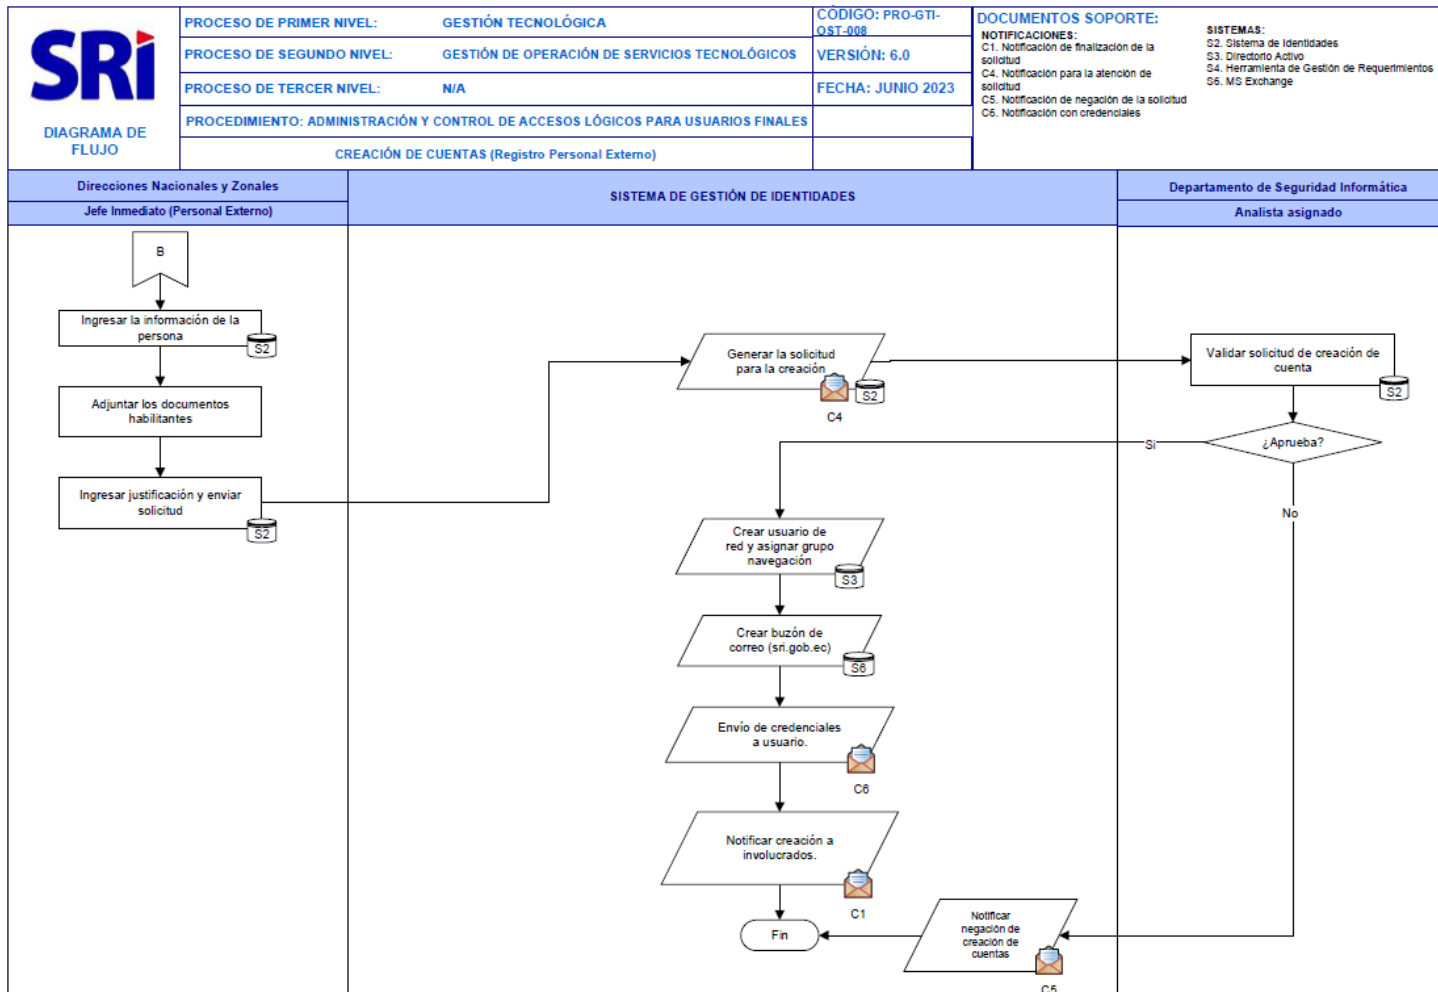 SRi
DIAGRAMA DE
FLUJO
PROCESO DE PRIMER NIVEL: GESTIÓN TECNOLÓGICA
CÓDIGO: PRO-GTI-
OST-008
PROCESO DE SEGUNDO NIVEL: GESTIÓN DE OPERACIÓN DE SERVICIOS TECNOLÓGICOS
VERSIÓN: 6.0
PROCESO DE TERCER NIVEL: N/A
FECHA: JUNIO 2023
PROCEDIMIENTO: ADMINISTRACIÓN Y CONTROL DE ACCESOS LÓGICOS PARA USUARIOS FINALES
CREACIÓN DE CUENTAS (Registro Personal Externo)
DOCUMENTOS SOPORTE:
NOTIFICACIONES:
C1. Notificación de finalización de la
solicitud
C4. Notificación para la atención de
solicitud
C5. Notificación de negación de la solicitud
C6. Notificación con credenciales
SISTEMAS:
S2. Sistema de Identidades
S3. Directorio Activo
S4. Herramienta de Gestión de Requerimientos
S6. MS Exchange
Direcciones Nacionales y Zonales
Jefe Inmediato (Personal Externo)
SISTEMA DE GESTIÓN DE IDENTIDADES
Departamento de Seguridad Informática
Analista asignado
B
Ingresar la información de la
persona
S2
Adjuntar los documentos
habilitantes
Ingresar justificación y enviar
solicitud
S2
Generar la solicitud
para la creación
S2
C4
Validar solicitud de creación de
cuenta
S2
¿Aprueba?
Si
No
Crear usuario de
red y asignar grupo
navegación
S3
Crear buzón de
correo (sri.gob.ec)
S6
Envío de credenciales
a usuario.
C6
Notificar creación a
involucrados.
C1
Fin
Notificar
negación de
creación de
cuentas
C5